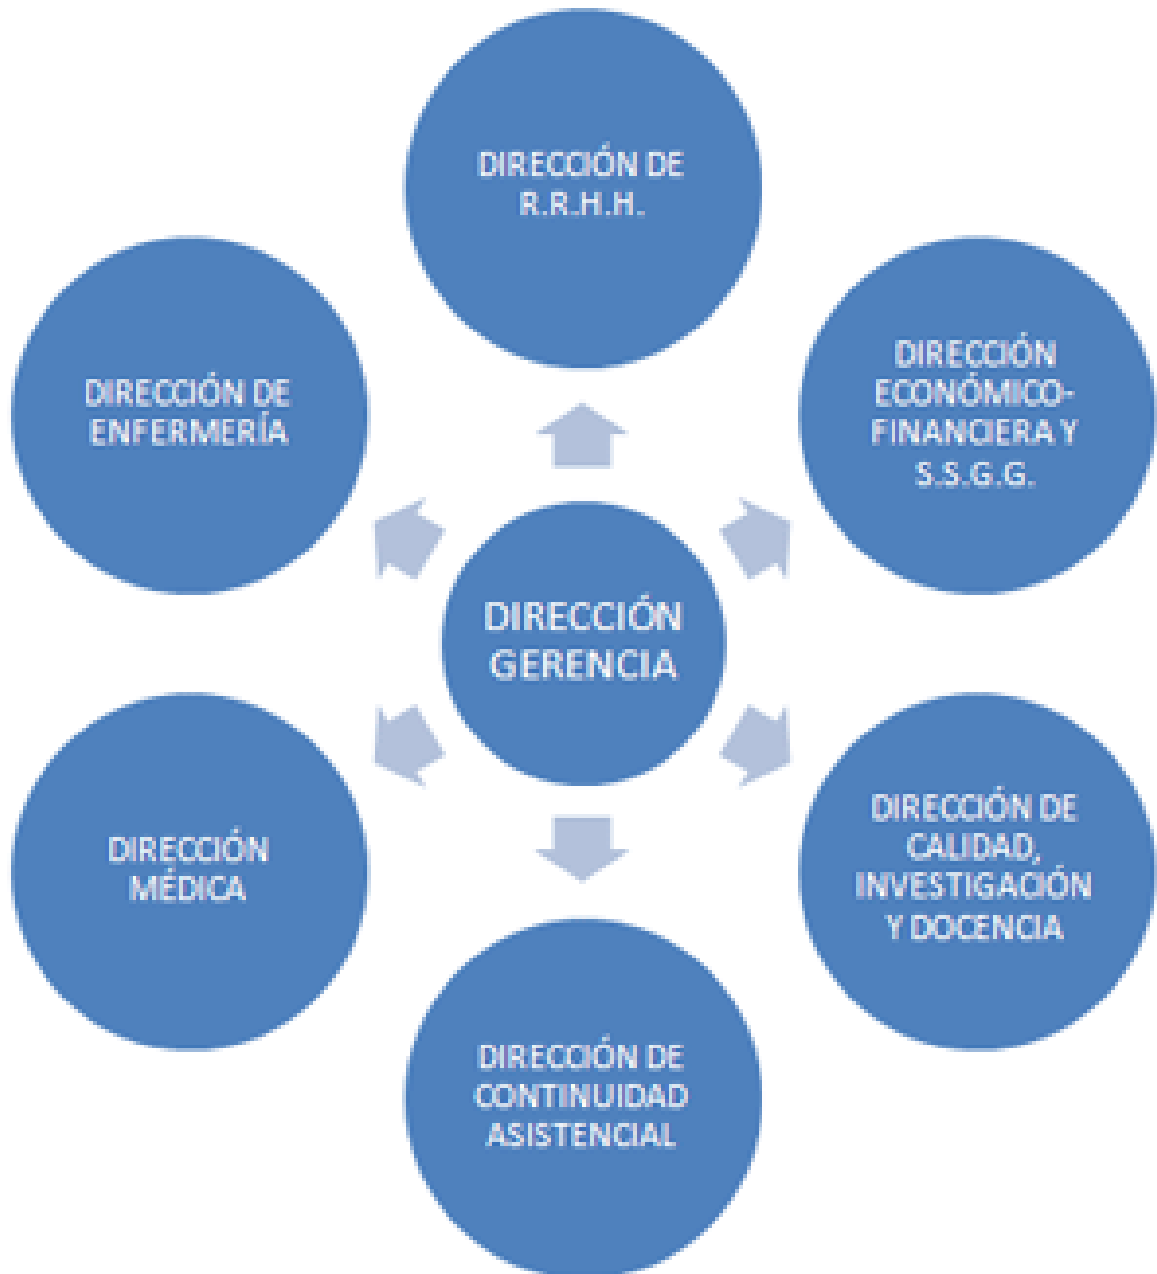 DIRECCIÓN DE
R.R.H.H.
DIRECCIÓN
ECONÓMICO-
FINANCIERA Y
S.S.G.G.
DIRECCIÓN DE
CALIDAD,
INVESTIGACIÓN
Y DOCENCIA
DIRECCIÓN DE
CONTINUIDAD
ASISTENCIAL
DIRECCIÓN
MÉDICA
DIRECCIÓN DE
ENFERMERÍA
DIRECCIÓN
GERENCIA